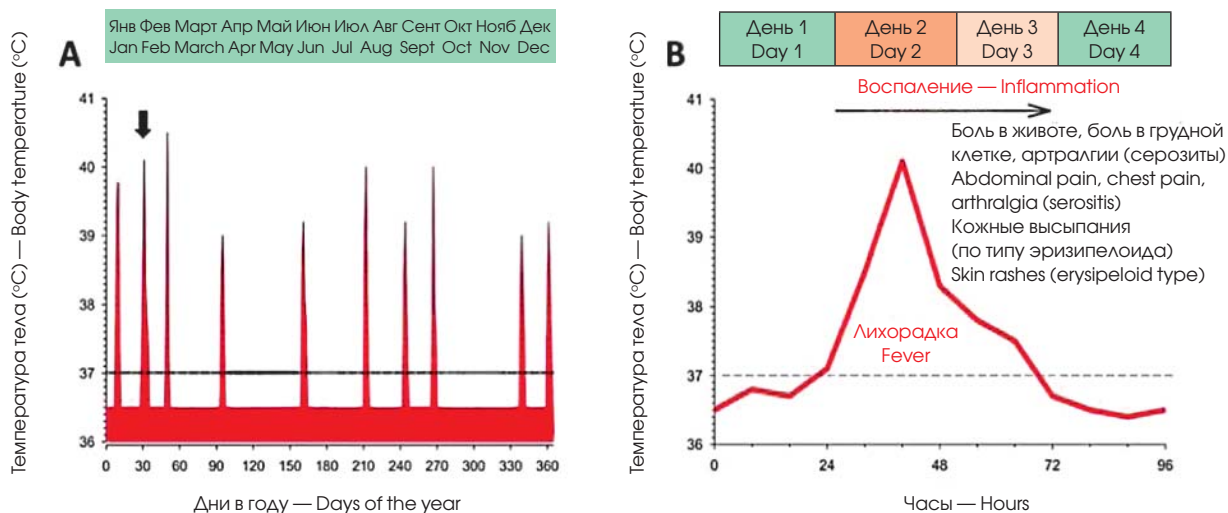 Янв Фев Март Апр Май Июн Июл Авг Сент Окт Нояб Дек
Jan Feb March Apr May Jun Jul Aug Sept Oct Nov Dec
A
Температура тела (°C) — Body temperature (°C)
41
40
39
38
37
36
0 30 60 90 120 150 180 210 240 270 300 330 360
Дни в году — Days of the year
День 1
Day 1
День 2
Day 2
День 3
Day 3
День 4
Day 4
B
Воспаление — Inflammation
Температура тела (°C) — Body temperature (°C)
41
40
39
38
37
36
Боль в животе, боль в грудной
клетке, артралгии (серозиты)
Abdominal pain, chest pain,
arthralgia (serositis)
Кожные высыпания
(по типу эризипелоида)
Skin rashes (erysipeloid type)
Лихорадка
Fever
0 24 48 72 96
Часы — Hours